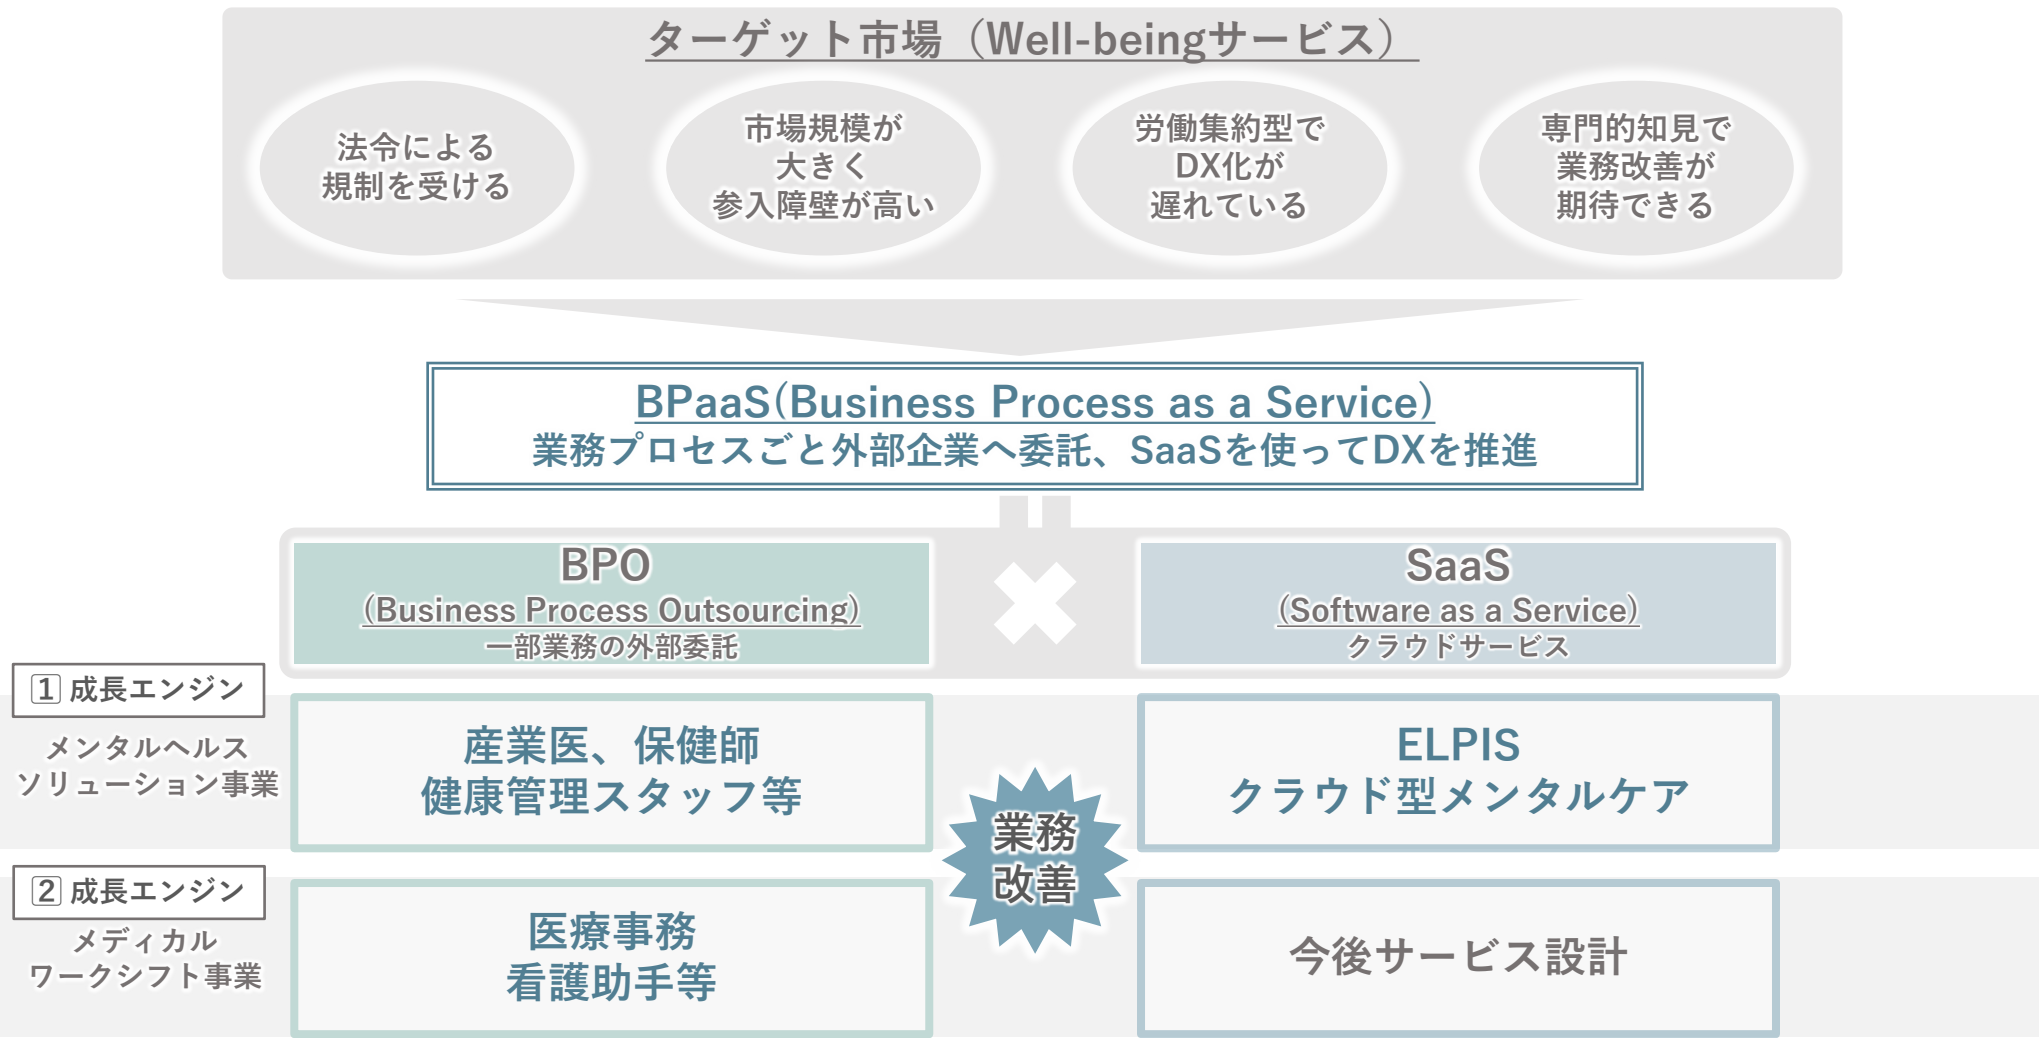 ターゲット市場（Well-beingサービス）
法令による
規制を受ける
市場規模が
大きく
参入障壁が高い
労働集約型で
DX化が
遅れている
専門的知見で
業務改善が
期待できる
BPaaS(Business Process as a Service)
業務プロセスごと外部企業へ委託、SaaSを使ってDXを推進
BPO
(Business Process Outsourcing)
一部業務の外部委託
SaaS
(Software as a Service)
クラウドサービス
1 成長エンジン
メンタルヘルス
ソリューション事業
産業医、保健師
健康管理スタッフ等
ELPIS
クラウド型メンタルケア
業務
改善
2 成長エンジン
メディカル
ワークシフト事業
医療事務
看護助手等
今後サービス設計